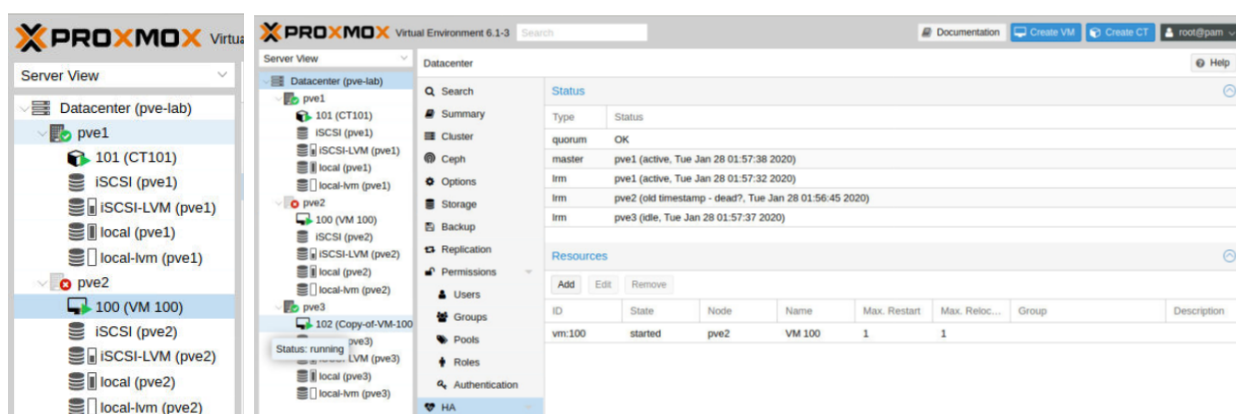 PROXMOX Virtua
Server View
Datacenter (pve-lab)
pve1
101 (CT101)
iSCSI (pve1)
iSCSI-LVM (pve1)
local (pve1)
local-lvm (pve1)
pve2
100 (VM 100)
iSCSI (pve2)
iSCSI-LVM (pve2)
local (pve2)
local-lvm (pve2)
PROXMOX Virtual Environment 6.1-3 Search Documentation Create VM Create CT root@pam
Server View
Datacenter (pve-lab)
pve1
101 (CT101)
iSCSI (pve1)
iSCSI-LVM (pve1)
local (pve1)
local-lvm (pve1)
pve2
100 (VM 100)
iSCSI (pve2)
iSCSI-LVM (pve2)
local (pve2)
local-lvm (pve2)
pve3
102 (Copy-of-VM-100
Status: running
pve3)
LVM (pve3)
local (pve3)
local-lvm (pve3)
Datacenter Help
Search
Summary
Cluster
Ceph
Options
Storage
Backup
Replication
Permissions
Users
Groups
Pools
Roles
Authentication
HA
Status
Type Status
quorum OK
master pve1 (active, Tue Jan 28 01:57:38 2020)
lrm pve1 (active, Tue Jan 28 01:57:32 2020)
lrm pve2 (old timestamp - dead?, Tue Jan 28 01:56:45 2020)
lrm pve3 (idle, Tue Jan 28 01:57:37 2020)
Resources
Add Edit Remove
ID State Node Name Max. Restart Max. Reloc... Group Description
vm:100 started pve2 VM 100 1 1